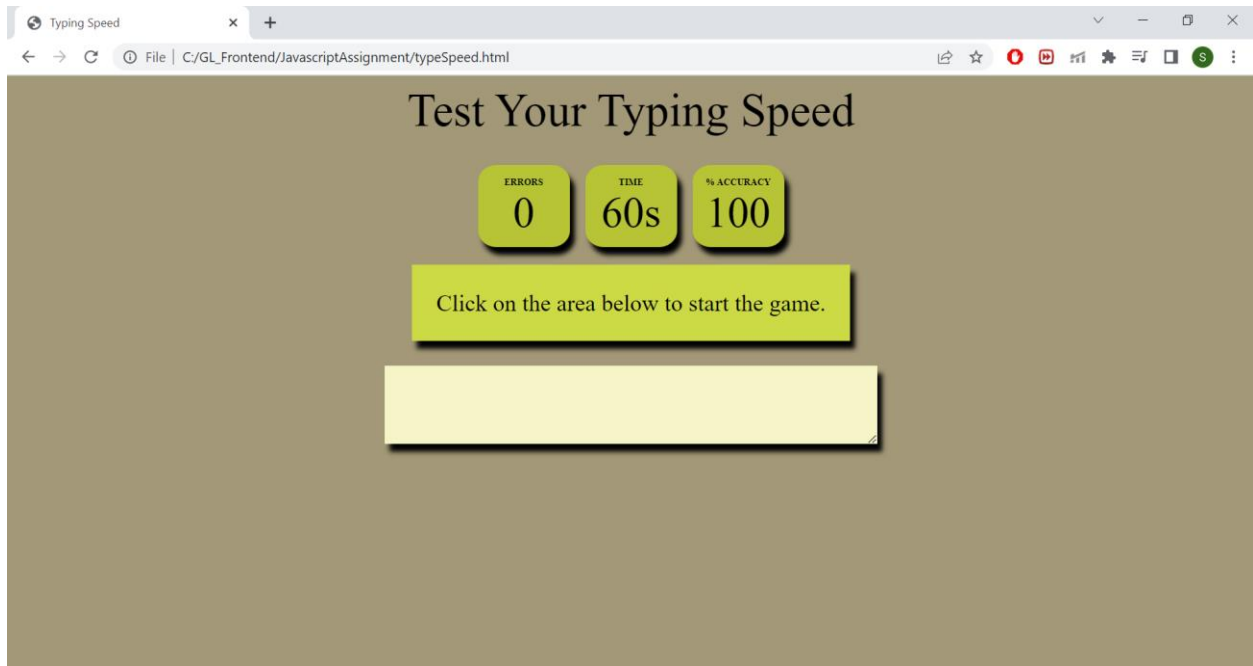 Typing Speed
File | C:/GL_Frontend/JavascriptAssignment/typeSpeed.html
S
Test Your Typing Speed
ERRORS TIME % ACCURACY
0 60s 100
Click on the area below to start the game.